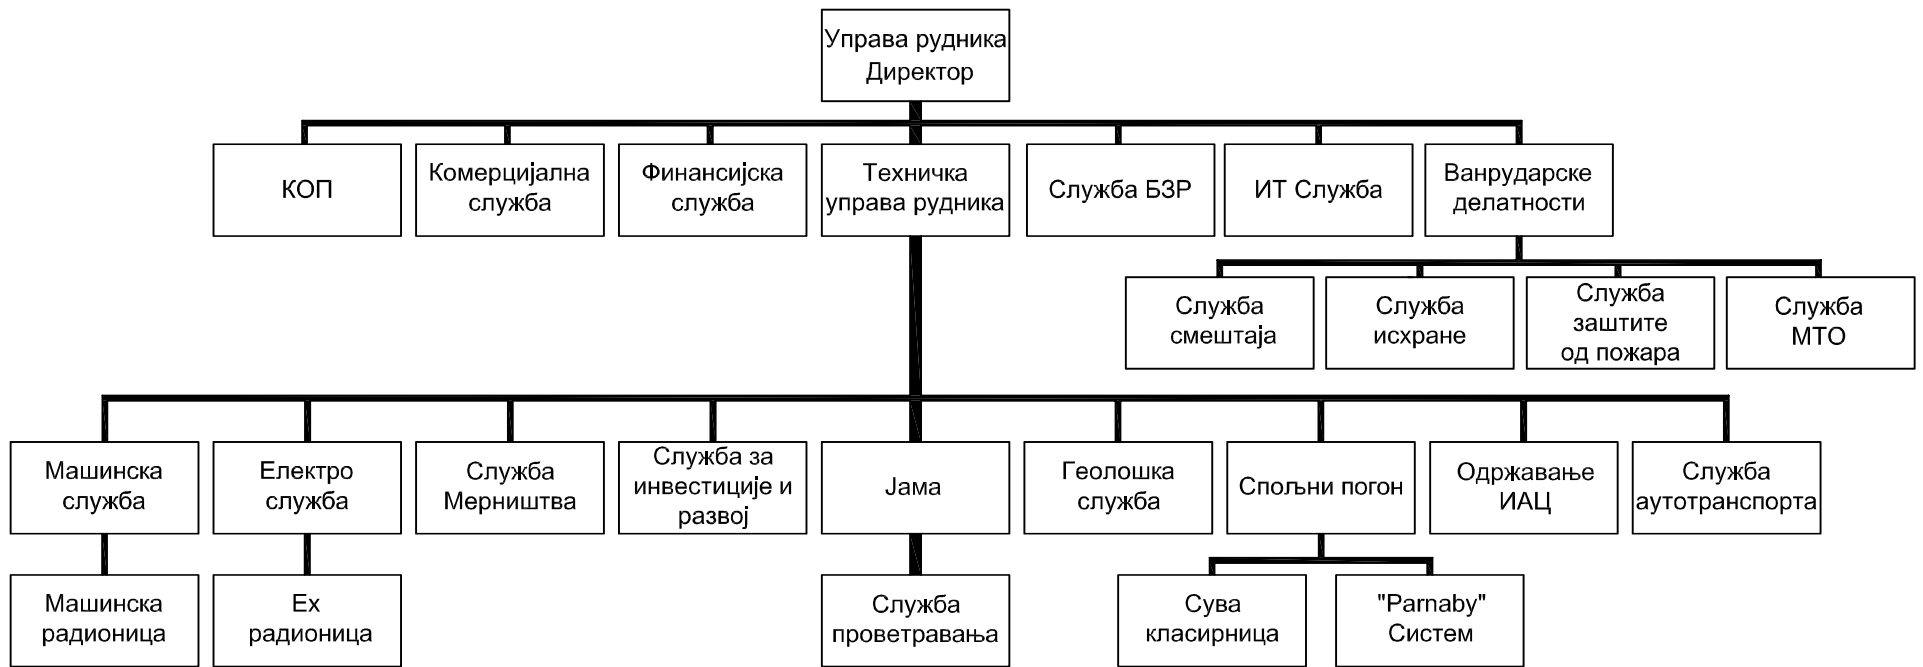 Управа рудника
Директор
КОП
Комерцијална
служба
Финансијска
служба
Техничка
управа рудника
Служба БЗР
ИТ Служба
Ванрударске
делатности
Служба
смештаја
Служба
исхране
Служба
заштите
од пожара
Служба
МТО
Машинска
служба
Електро
служба
Служба
Мерништва
Служба за
инвестиције и
развој
Јама
Геолошка
служба
Спољни погон
Одржавање
ИАЦ
Служба
аутотранспорта
Машинска
радионица
Ех
радионица
Служба
проветравања
Сува
класирница
"Parnaby"
Систем